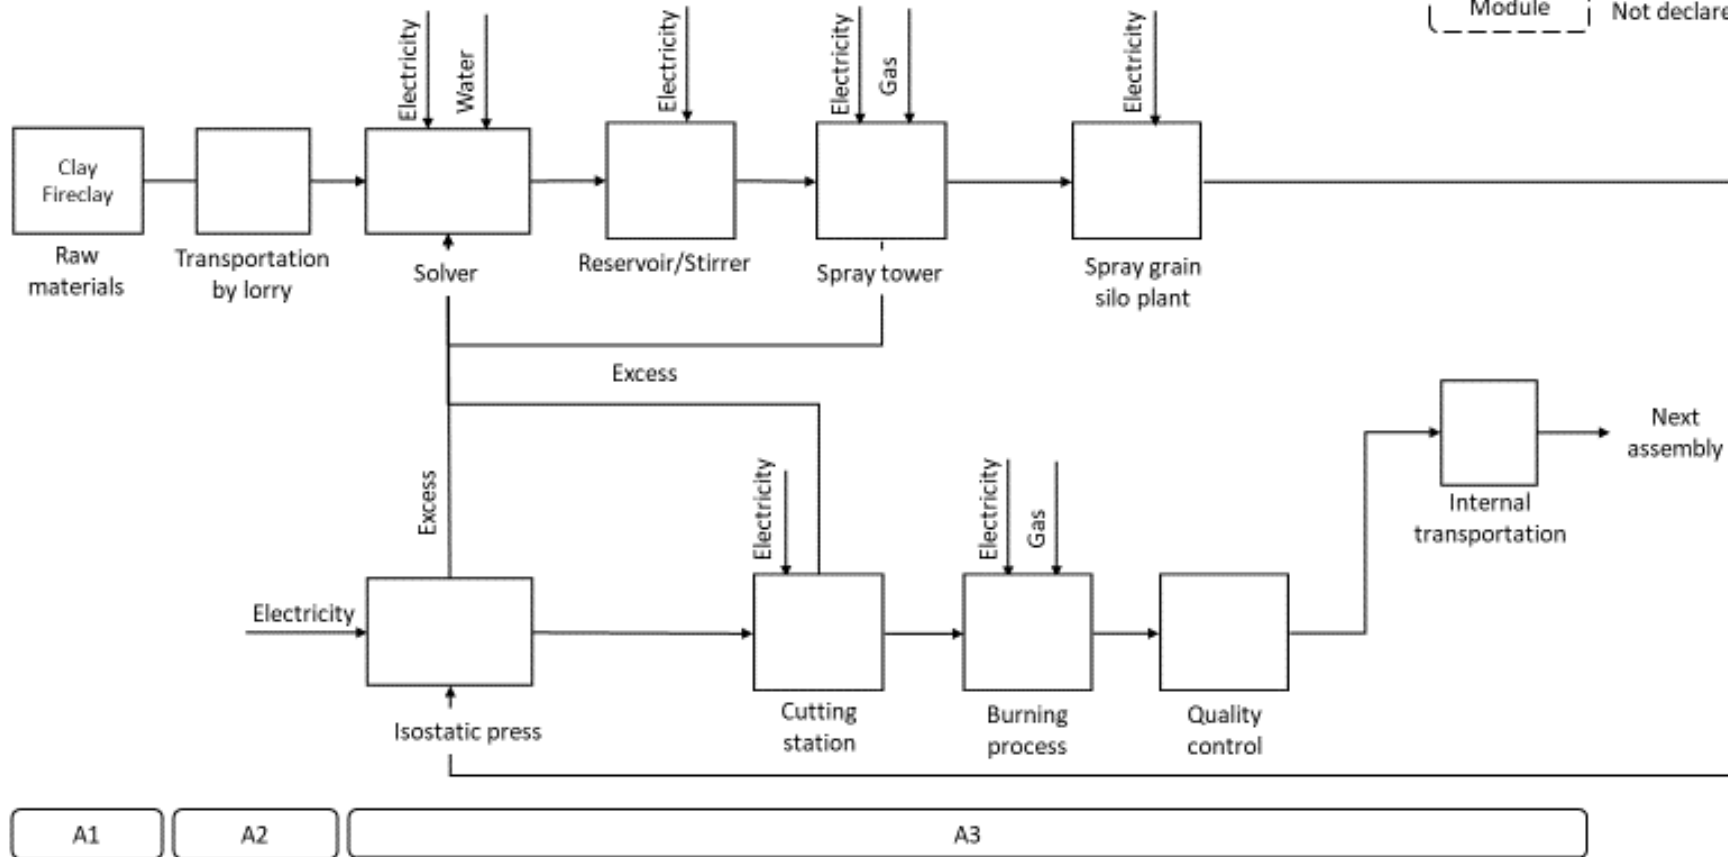 Module
Not declare
Electricity
Water
Electricity
Electricity
Gas
Electricity
Clay
Fireclay
Raw
materials
Transportation
by lorry
Solver
Reservoir/Stirrer
Spray tower
Spray grain
silo plant
Excess
Next
assembly
Internal
transportation
Excess
Electricity
Electricity
Gas
Electricity
Isostatic press
Cutting
station
Burning
process
Quality
control
A1
A2
A3